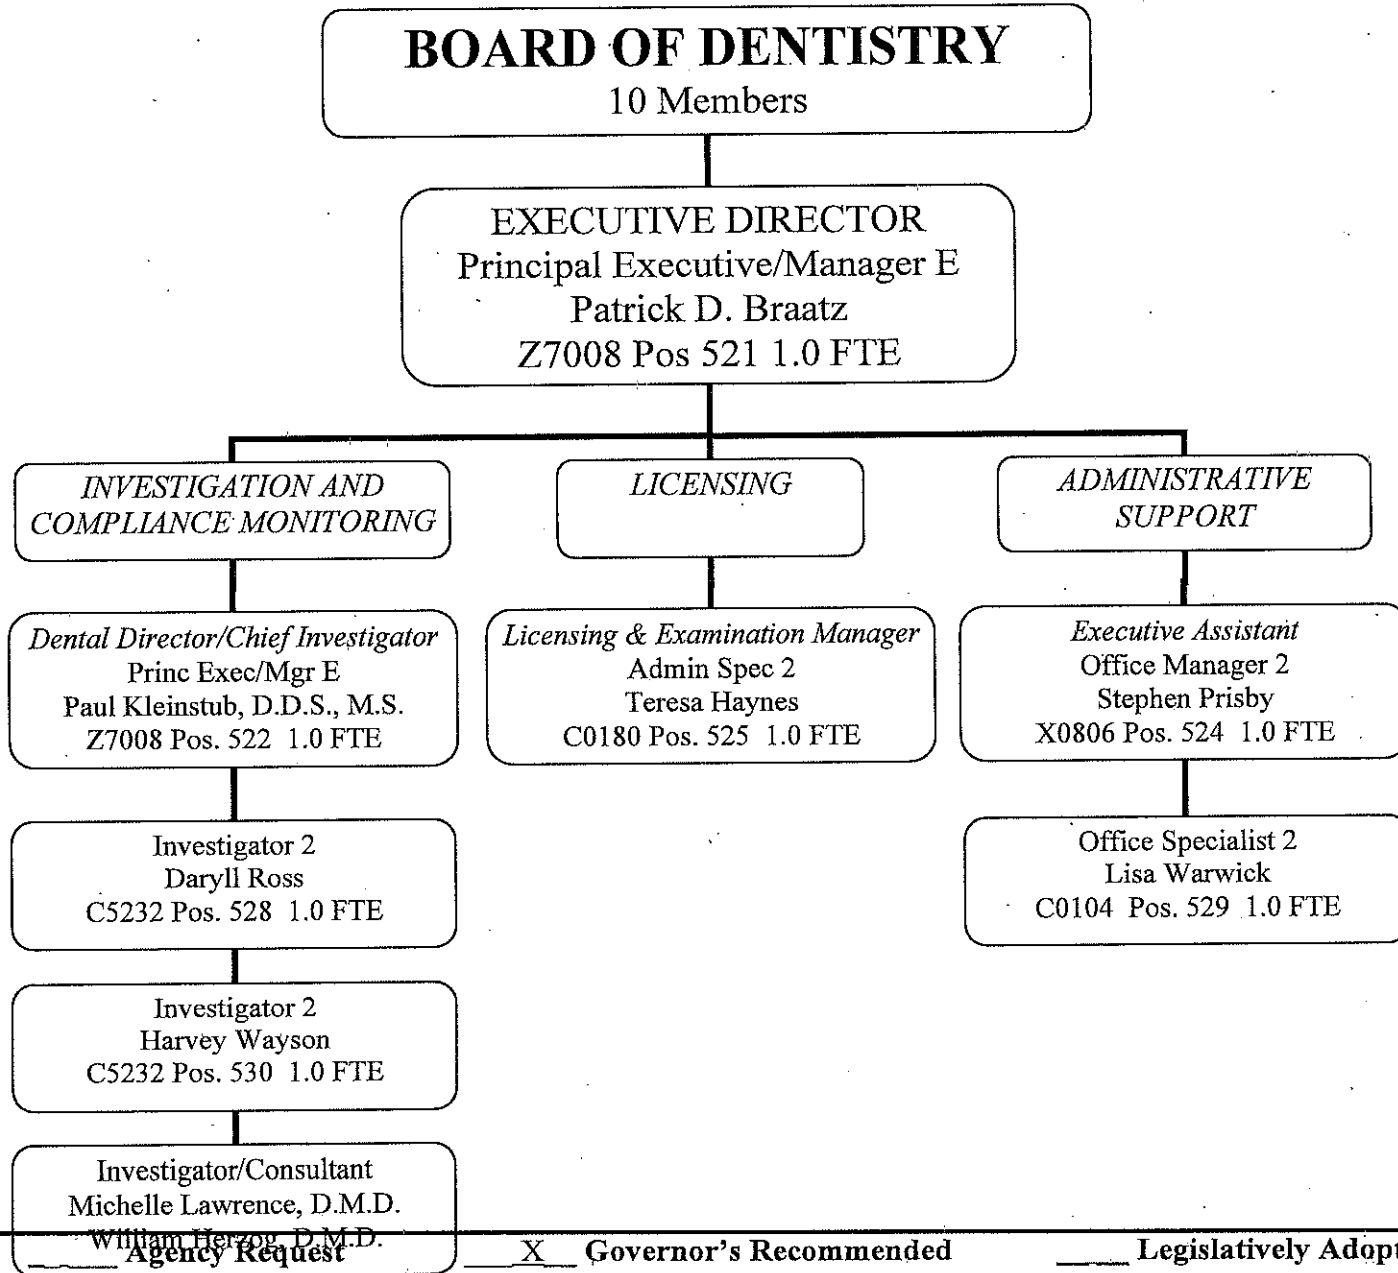 BOARD OF DENTISTRY
10 Members
EXECUTIVE DIRECTOR
Principal Executive/Manager E
Patrick D. Braatz
Z7008 Pos 521 1.0 FTE
INVESTIGATION AND
COMPLIANCE MONITORING
LICENSING
ADMINISTRATIVE
SUPPORT
Dental Director/Chief Investigator
Princ Exec/Mgr E
Paul Kleinstub, D.D.S., M.S.
Z7008 Pos. 522 1.0 FTE
Licensing & Examination Manager
Admin Spec 2
Teresa Haynes
C0180 Pos. 525 1.0 FTE
Executive Assistant
Office Manager 2
Stephen Prisby
X0806 Pos. 524 1.0 FTE
Investigator 2
Daryll Ross
C5232 Pos. 528 1.0 FTE
Office Specialist 2
Lisa Warwick
C0104 Pos. 529 1.0 FTE
Investigator 2
Harvey Wayson
C5232 Pos. 530 1.0 FTE
Investigator/Consultant
Michelle Lawrence, D.M.D.
William Herzog, D.M.D.
____ Agency Request __X__ Governor's Recommended ____ Legislatively Adopt